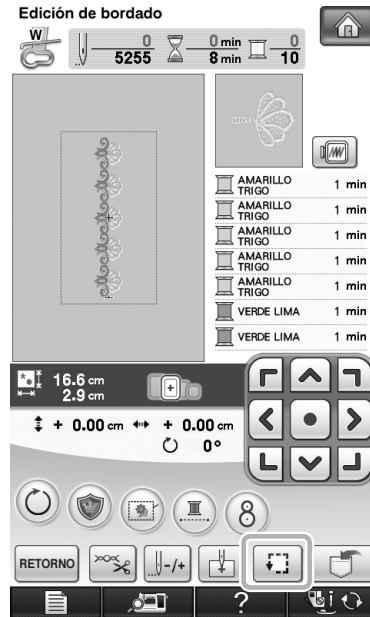 Edición de bordado
W
0 0 min 0
5255 8 min 10
AMARILLO TRIGO 1 min
AMARILLO TRIGO 1 min
AMARILLO TRIGO 1 min
AMARILLO TRIGO 1 min
AMARILLO TRIGO 1 min
VERDE LIMA 1 min
VERDE LIMA 1 min
16.6 cm
2.9 cm
+ 0.00 cm + 0.00 cm
0°
8
RETORNO -/+
?